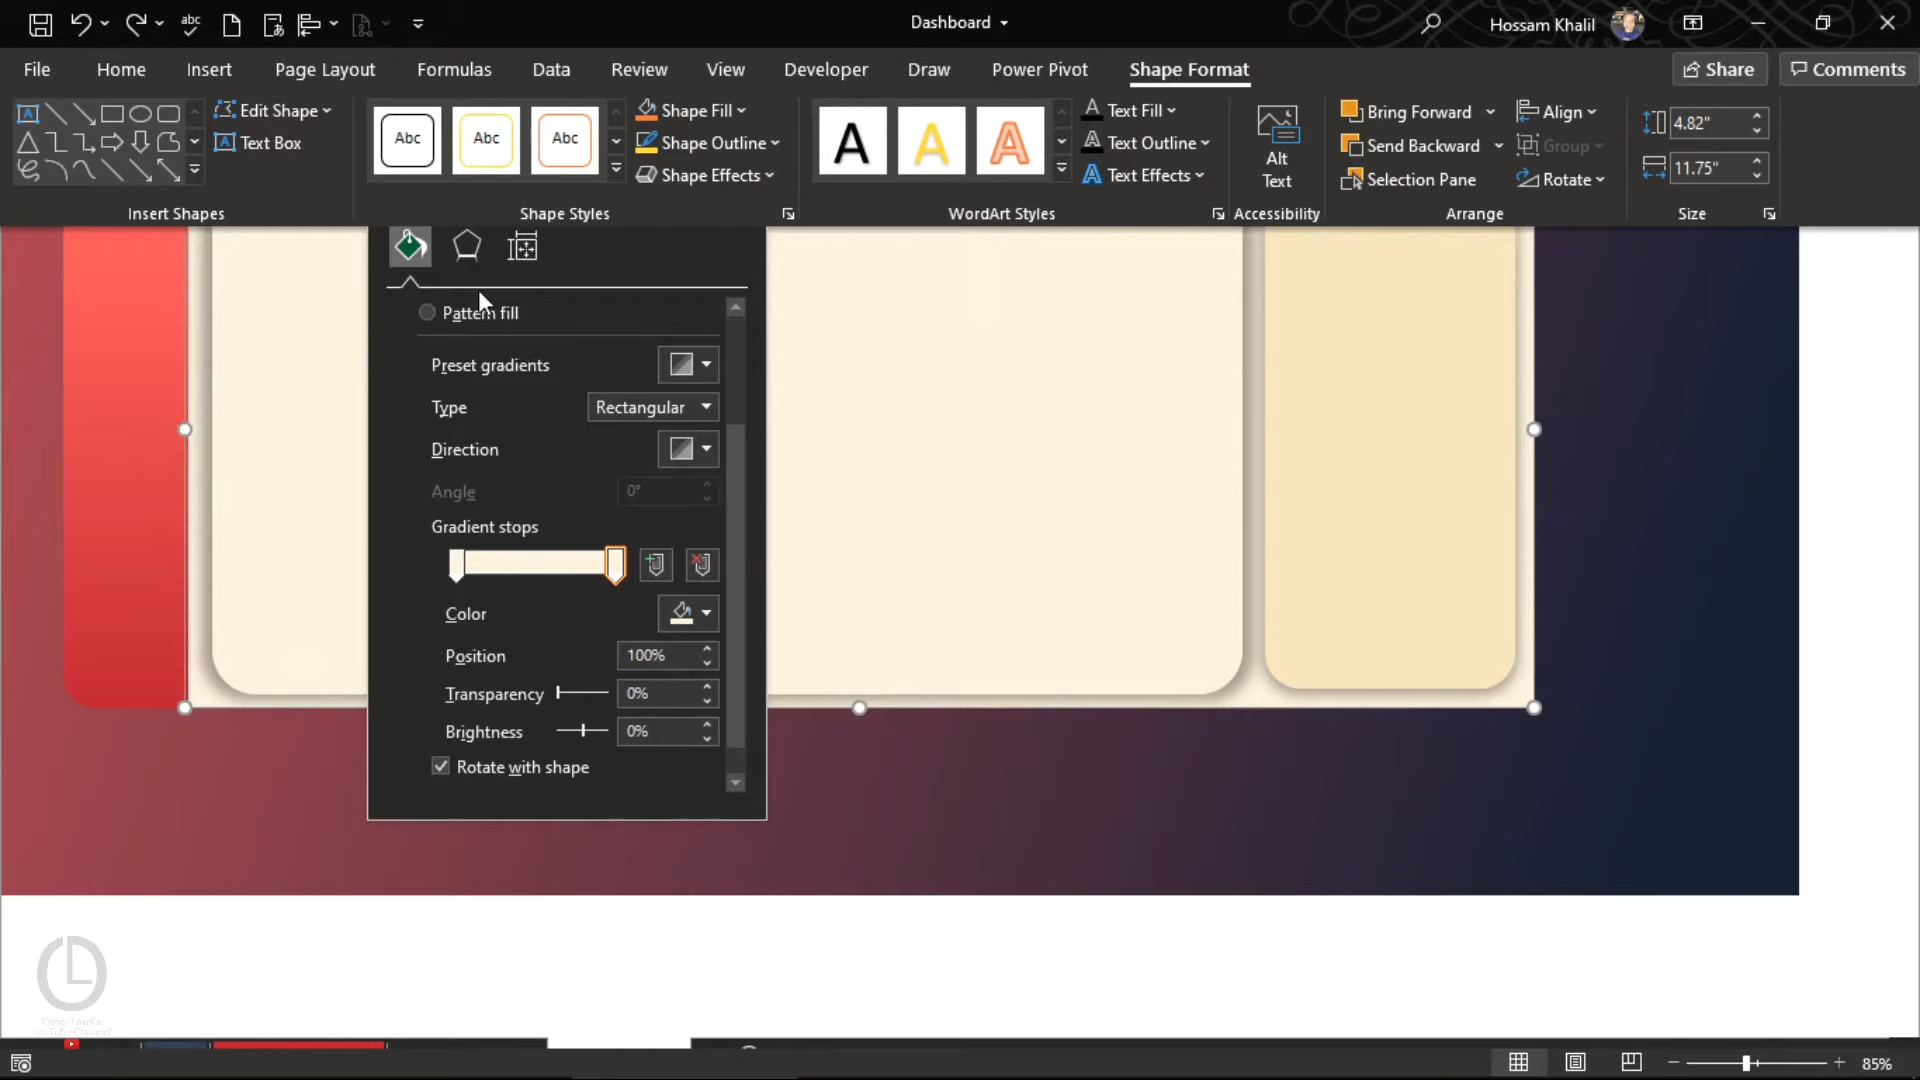 abc
Dashboard
Hossam Khalil
File Home Insert Page Layout Formulas Data Review View Developer Draw Power Pivot Shape Format
Share
Comments
Edit Shape
Text Box
Insert Shapes
Abc Abc Abc
Shape Fill
Shape Outline
Shape Effects
Shape Styles
A A A
Text Fill
Text Outline
Text Effects
WordArt Styles
Alt
Text
Accessibility
Bring Forward
Send Backward
Selection Pane
Align
Group
Rotate
Arrange
4.82"
11.75"
Size
Pattern fill
Preset gradients
Type Rectangular
Direction
Angle 0°
Gradient stops
Color
Position 100%
Transparency 0%
Brightness 0%
Rotate with shape
YouTube Channel
85%